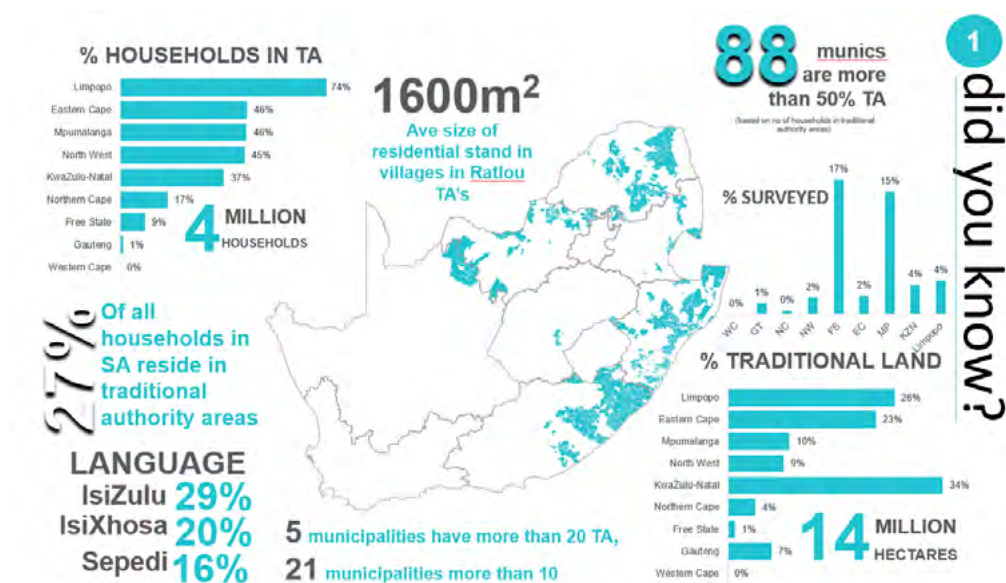 % HOUSEHOLDS IN TA
Limpopo 74%
Eastern Cape 46%
Mpumalanga 46%
North West 45%
KwaZulu-Natal 37%
Northern Cape 17%
Free State 9%
Gauteng 1%
Western Cape 0%
4 MILLION
HOUSEHOLDS
1600m²
Ave size of
residential stand in
villages in Ratlou
TA's
88 munics
are more
than 50% TA
(based on no of households in traditional
authority areas)
1
did you know?
% SURVEYED
0% 1% 0% 2% 17% 2% 15% 4% 4%
WC GT NC NW FS EC MP KZN Limpopo
27% Of all
households in
SA reside in
traditional
authority areas
LANGUAGE
IsiZulu 29%
IsiXhosa 20%
Sepedi 16%
5 municipalities have more than 20 TA,
21 municipalities more than 10
% TRADITIONAL LAND
Limpopo 26%
Eastern Cape 23%
Mpumalanga 10%
North West 9%
KwaZulu-Natal 34%
Northern Cape 4%
Free State 1%
Gauteng 7%
Western Cape 0%
14 MILLION
HECTARES